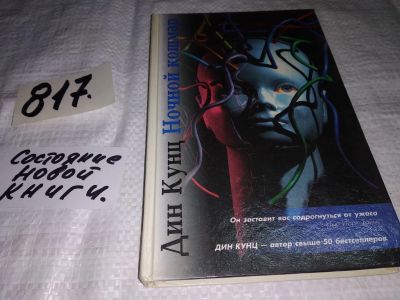 817.
Состояние
новой
книги.
Дин Кунц Ночной кошмар
Он заставит вас содрогнуться от ужаса
ДИН КУНЦ — автор свыше 50 бестселлеров